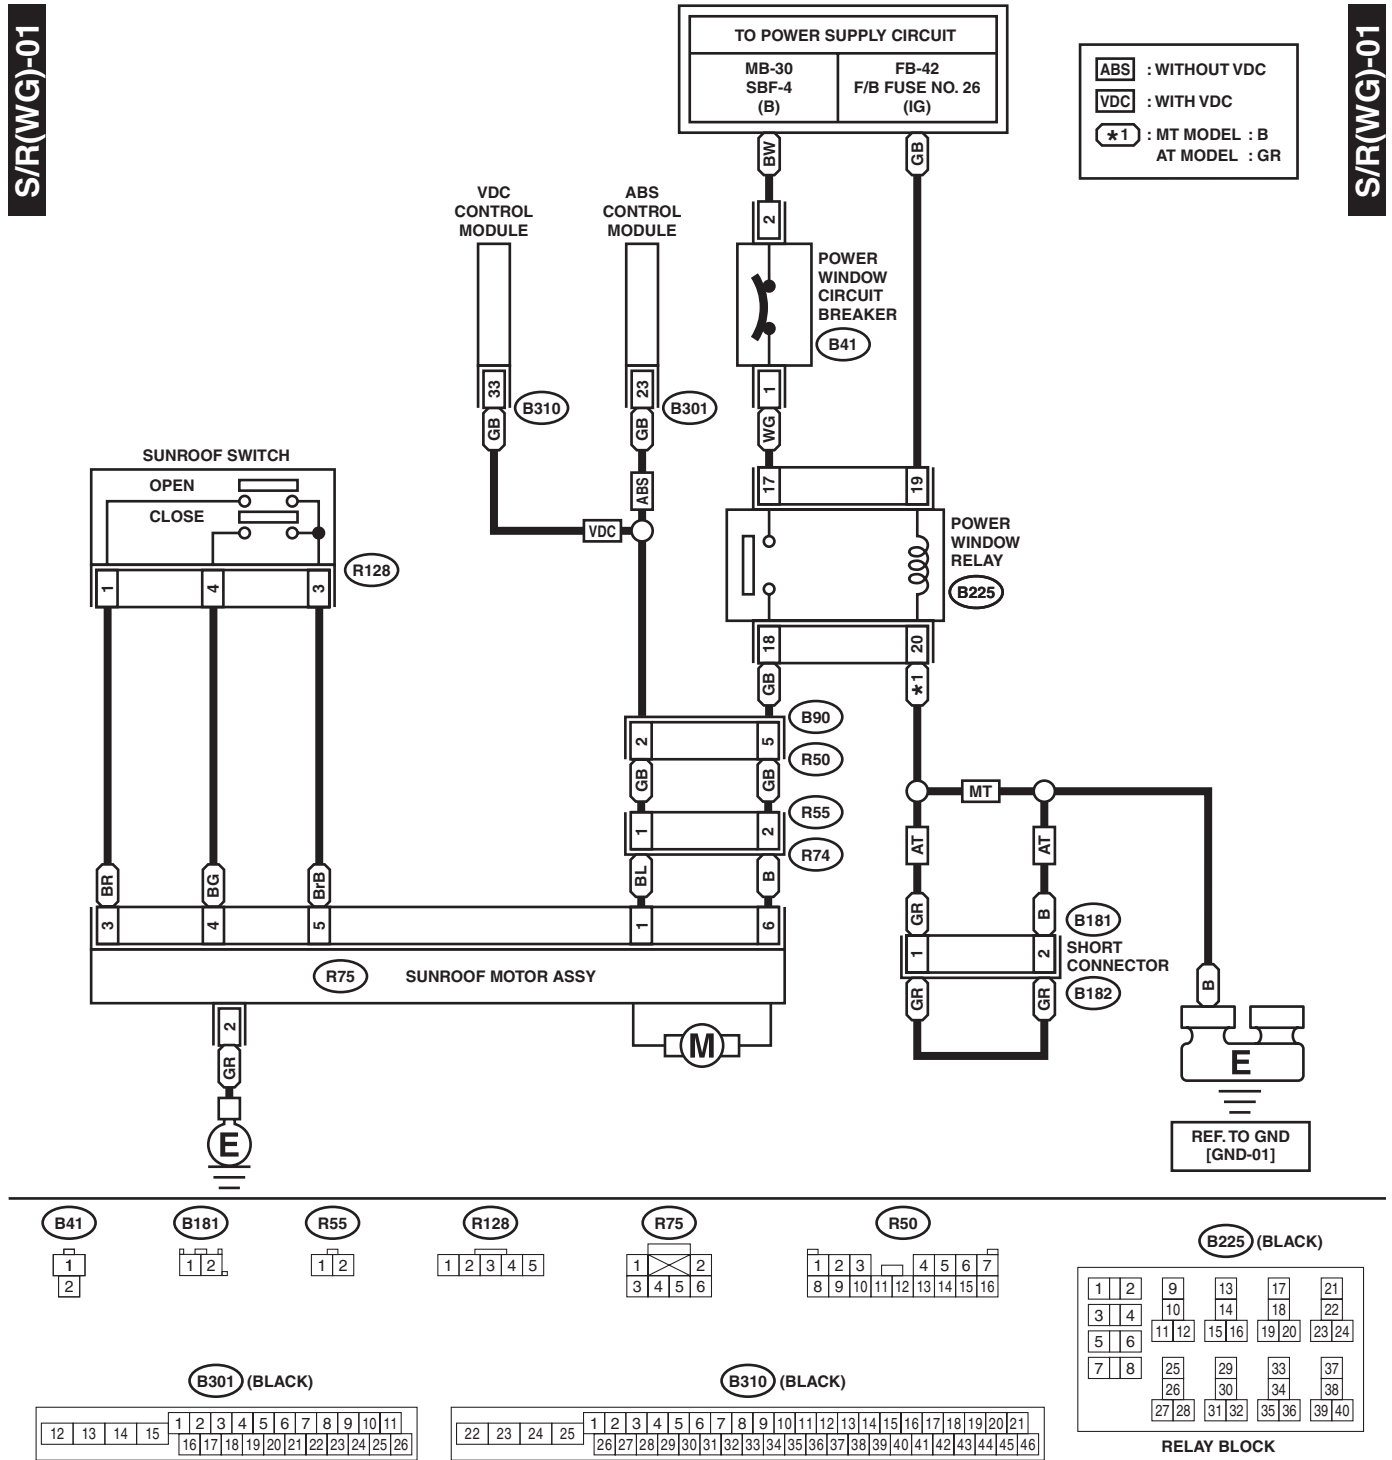 S/R(WG)-01
S/R(WG)-01
TO POWER SUPPLY CIRCUIT
MB-30
SBF-4
(B)
FB-42
F/B FUSE NO. 26
(IG)
ABS : WITHOUT VDC
VDC : WITH VDC
*1 : MT MODEL : B
AT MODEL : GR
BW
GB
VDC
CONTROL
MODULE
ABS
CONTROL
MODULE
2
POWER
WINDOW
CIRCUIT
BREAKER
B41
33
B310
23
B301
1
GB
GB
WG
SUNROOF SWITCH
OPEN
CLOSE
ABS
VDC
17
19
POWER
WINDOW
RELAY
B225
R128
1
4
3
18
20
GB
*1
B90
2
5
R50
GB
GB
R55
1
2
R74
MT
AT
AT
BR
BG
BrB
BL
B
GR
B
B181
3
4
5
1
6
1
2
SHORT
CONNECTOR
R75 SUNROOF MOTOR ASSY
B182
GR
GR
B
2
GR
M
E
E
REF. TO GND
[GND-01]
B41
1
2
B181
1 2
R55
1 2
R128
1 2 3 4 5
R75
1 2
3 4 5 6
R50
1 2 3 4 5 6 7
8 9 10 11 12 13 14 15 16
B225 (BLACK)
1 2 9 13 17 21
3 4 10 14 18 22
5 6 11 12 15 16 19 20 23 24
7 8 25 29 33 37
26 30 34 38
27 28 31 32 35 36 39 40
RELAY BLOCK
B301 (BLACK)
12 13 14 15 1 2 3 4 5 6 7 8 9 10 11
16 17 18 19 20 21 22 23 24 25 26
B310 (BLACK)
22 23 24 25 1 2 3 4 5 6 7 8 9 10 11 12 13 14 15 16 17 18 19 20 21
26 27 28 29 30 31 32 33 34 35 36 37 38 39 40 41 42 43 44 45 46